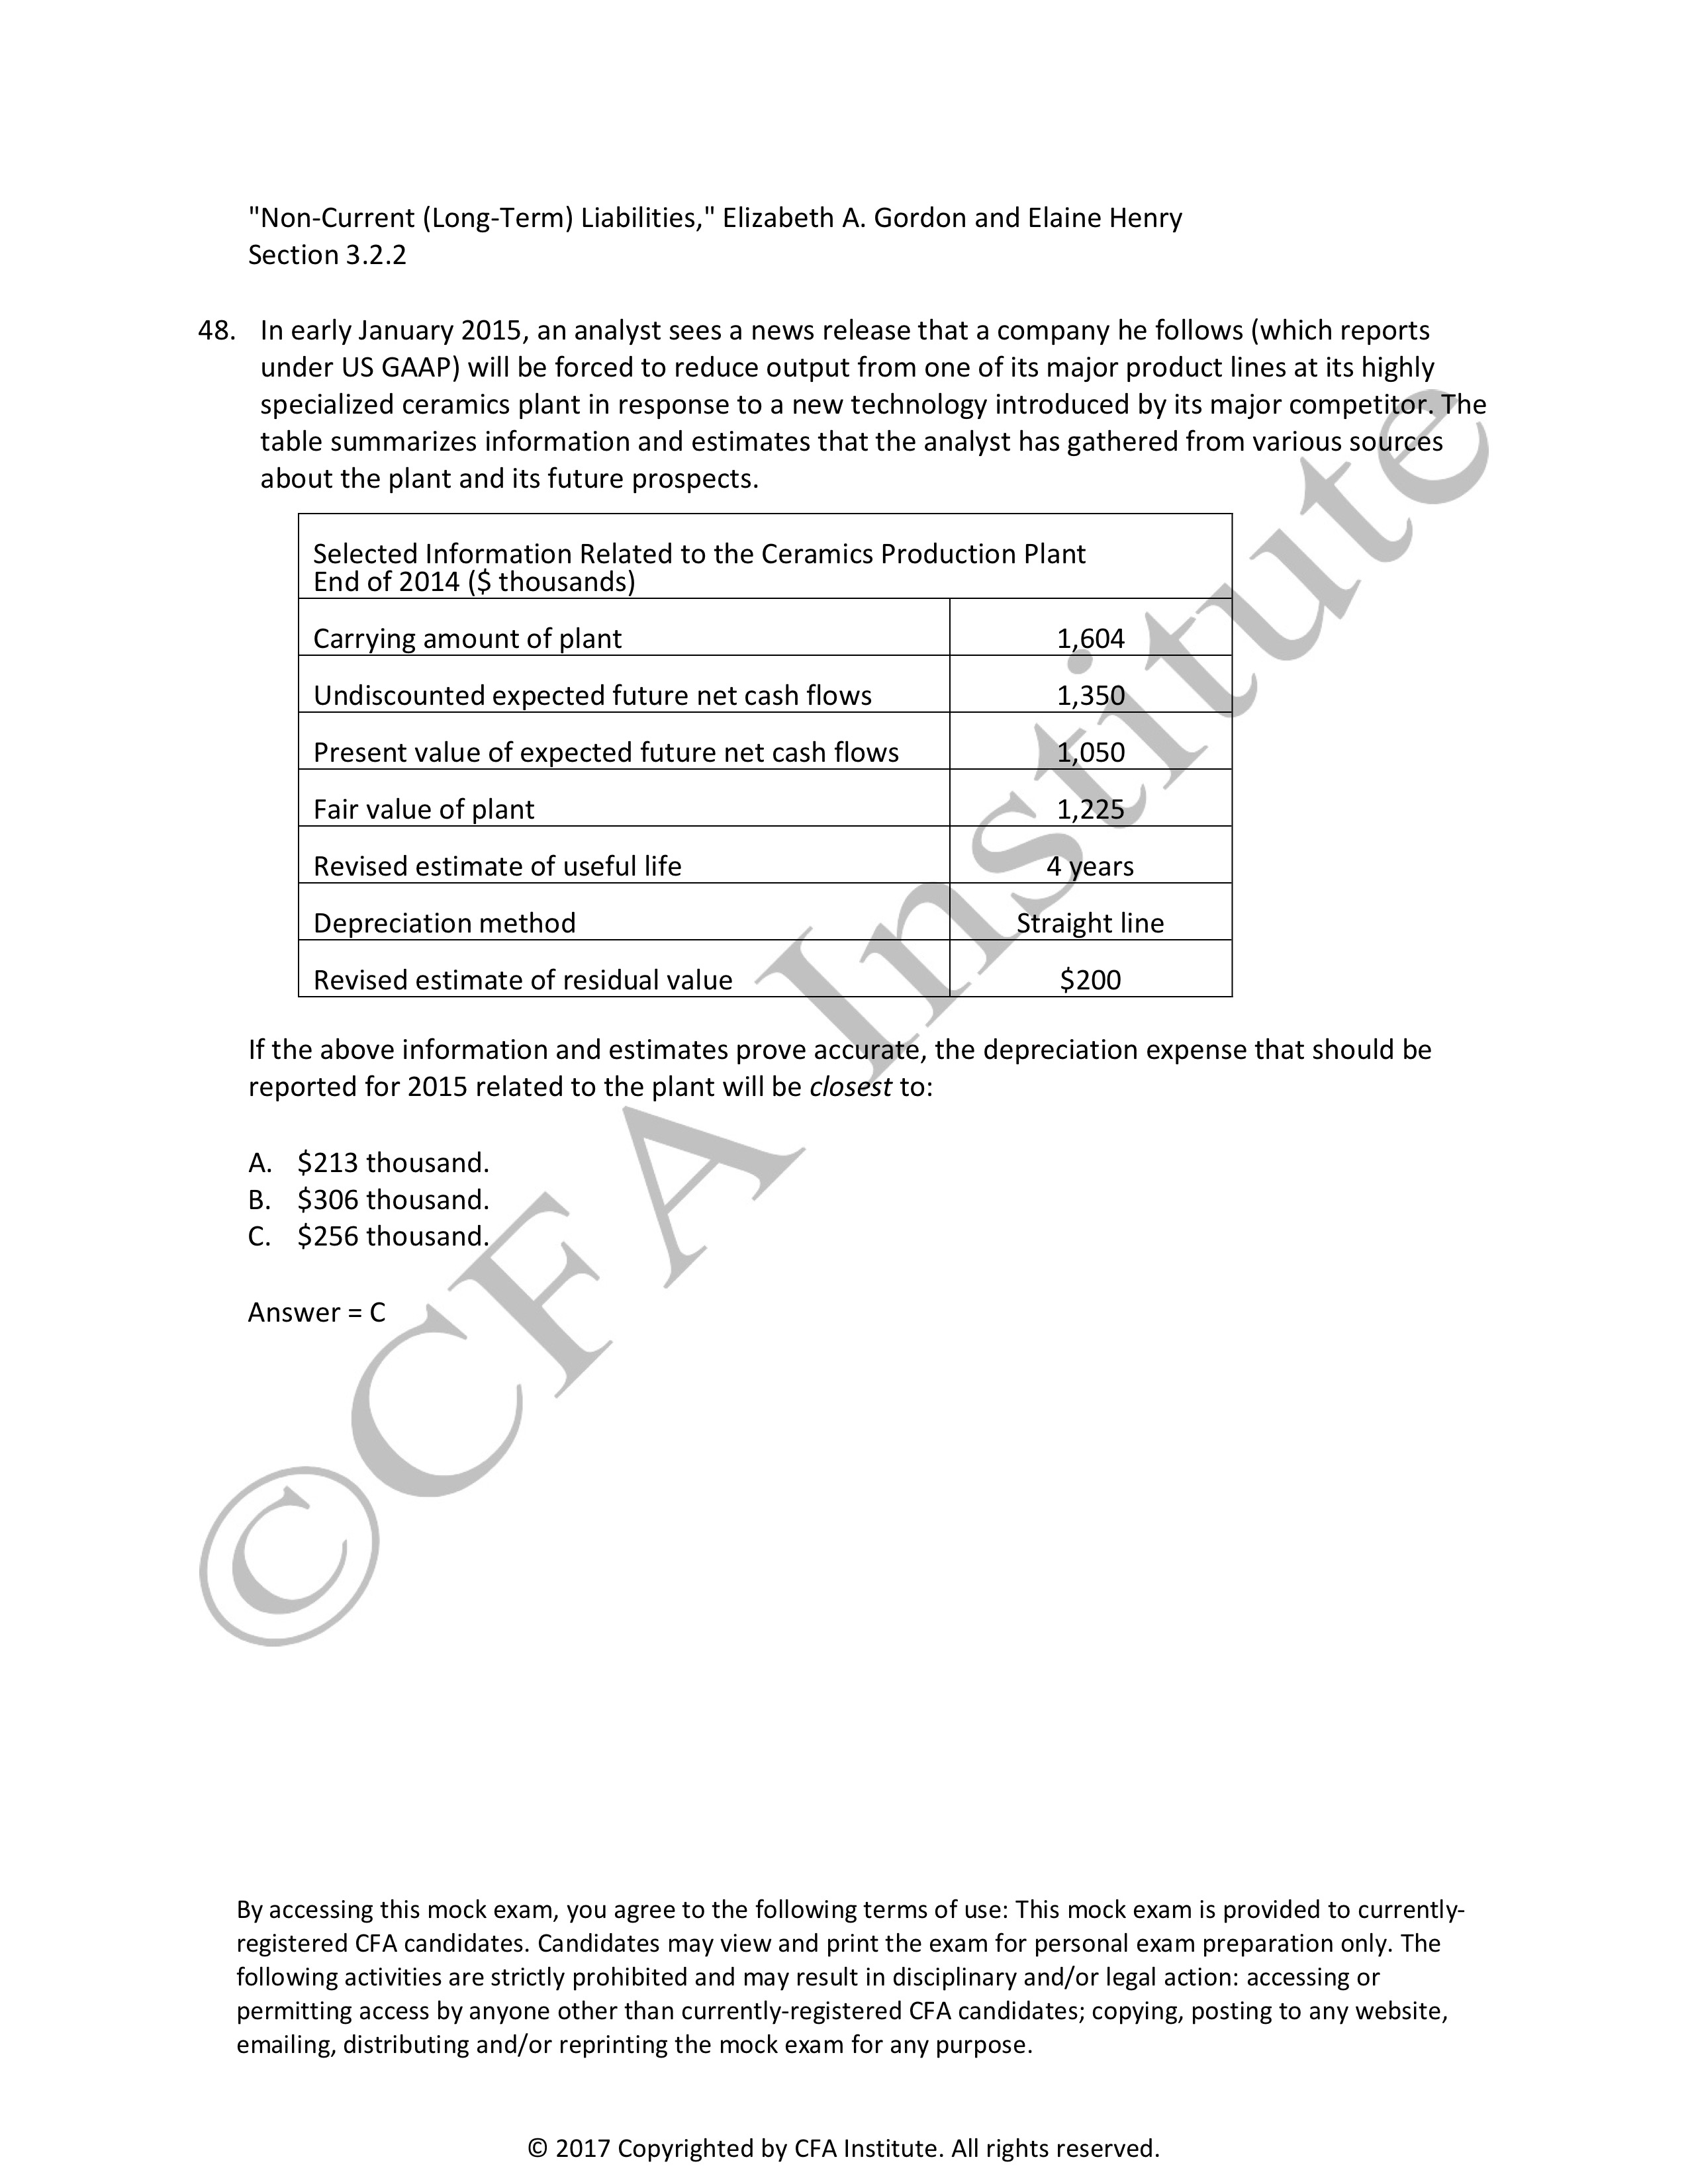 "Non-Current (Long-Term) Liabilities," Elizabeth A. Gordon and Elaine Henry
Section 3.2.2
48. In early January 2015, an analyst sees a news release that a company he follows (which reports
under US GAAP) will be forced to reduce output from one of its major product lines at its highly
specialized ceramics plant in response to a new technology introduced by its major competitor. The
table summarizes information and estimates that the analyst has gathered from various sources
about the plant and its future prospects.
Selected Information Related to the Ceramics Production Plant
End of 2014 ($ thousands)
Carrying amount of plant 1,604
Undiscounted expected future net cash flows 1,350
Present value of expected future net cash flows 1,050
Fair value of plant 1,225
Revised estimate of useful life 4 years
Depreciation method Straight line
Revised estimate of residual value $200
If the above information and estimates prove accurate, the depreciation expense that should be
reported for 2015 related to the plant will be closest to:
A. $213 thousand.
B. $306 thousand.
C. $256 thousand.
Answer = C
©CFA Institute
By accessing this mock exam, you agree to the following terms of use: This mock exam is provided to currently-
registered CFA candidates. Candidates may view and print the exam for personal exam preparation only. The
following activities are strictly prohibited and may result in disciplinary and/or legal action: accessing or
permitting access by anyone other than currently-registered CFA candidates; copying, posting to any website,
emailing, distributing and/or reprinting the mock exam for any purpose.
© 2017 Copyrighted by CFA Institute. All rights reserved.